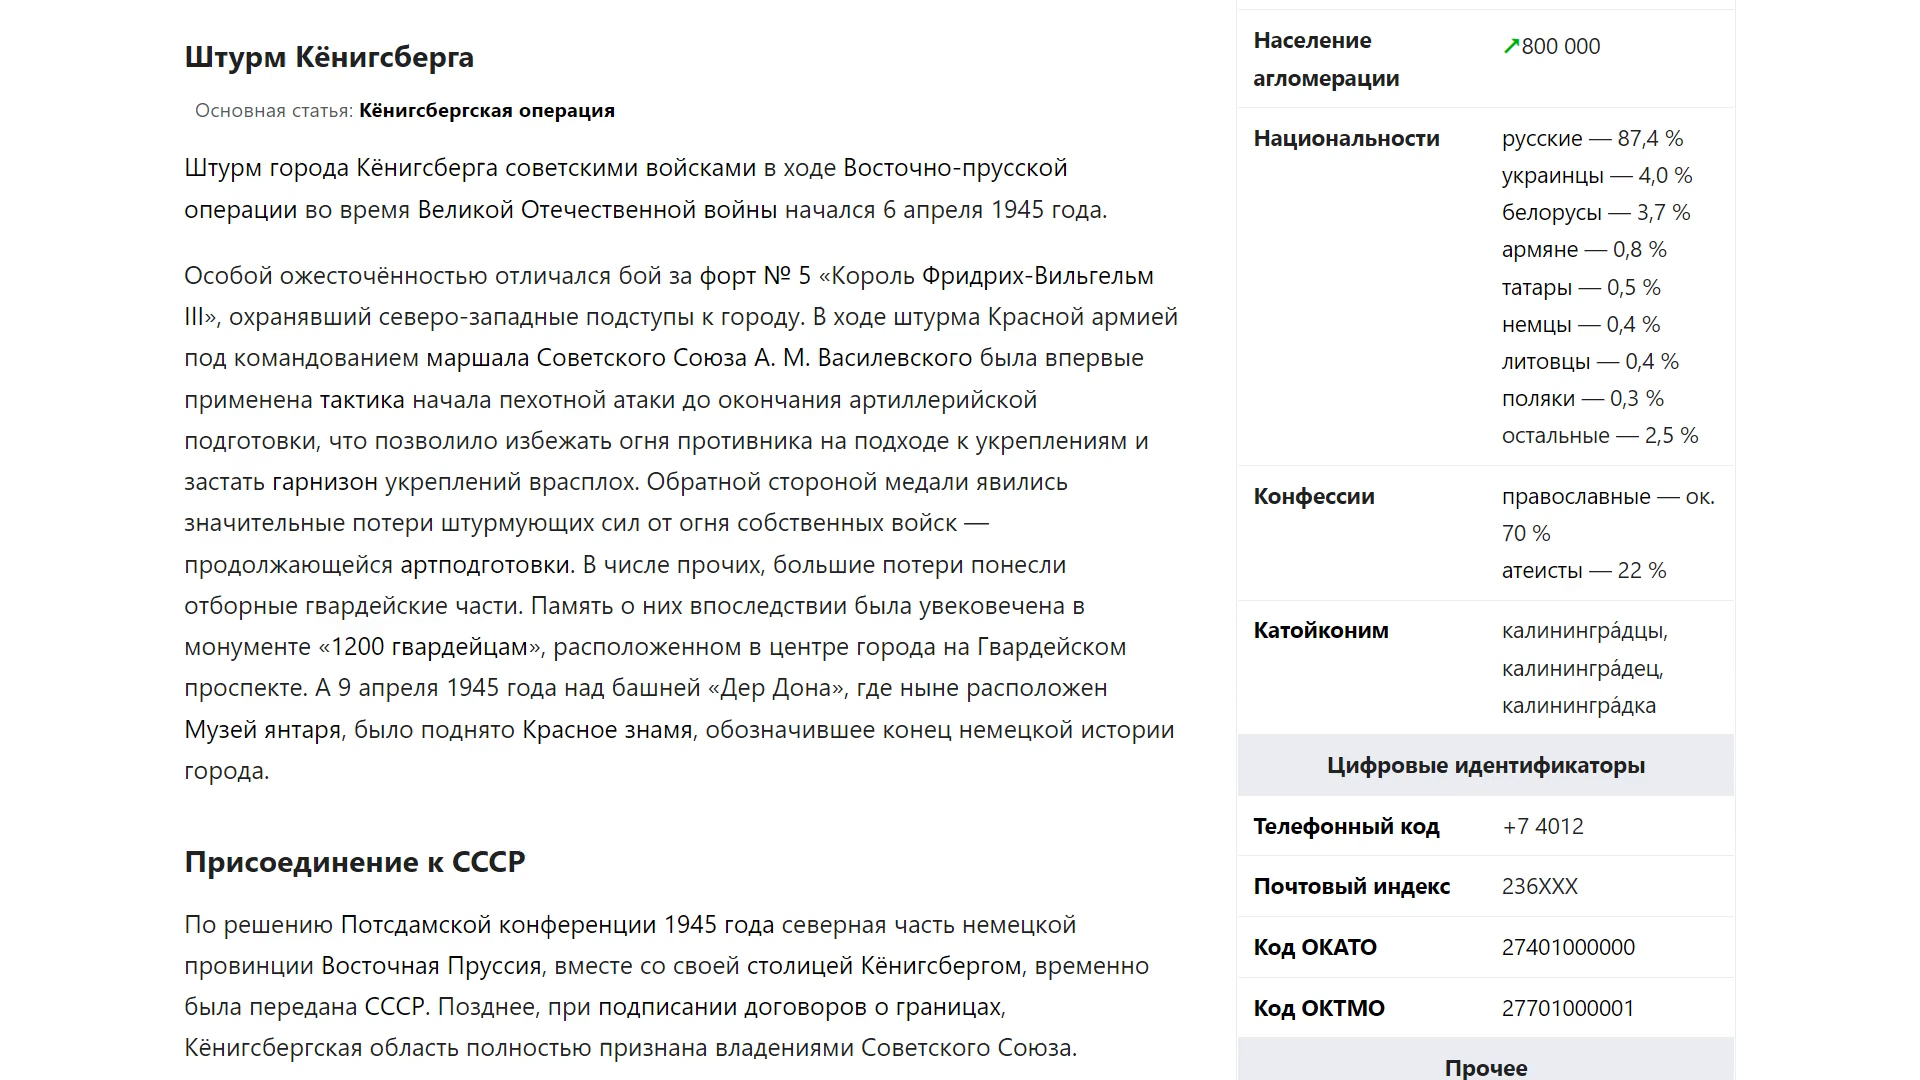 Штурм Кёнигсберга
Основная статья: Кёнигсбергская операция
Штурм города Кёнигсберга советскими войсками в ходе Восточно-прусской
операции во время Великой Отечественной войны начался 6 апреля 1945 года.
Особой ожесточённостью отличался бой за форт № 5 «Король Фридрих-Вильгельм
III», охранявший северо-западные подступы к городу. В ходе штурма Красной армией
под командованием маршала Советского Союза А. М. Василевского была впервые
применена тактика начала пехотной атаки до окончания артиллерийской
подготовки, что позволило избежать огня противника на подходе к укреплениям и
застать гарнизон укреплений врасплох. Обратной стороной медали явились
значительные потери штурмующих сил от огня собственных войск —
продолжающейся артподготовки. В числе прочих, большие потери понесли
отборные гвардейские части. Память о них впоследствии была увековечена в
монументе «1200 гвардейцам», расположенном в центре города на Гвардейском
проспекте. А 9 апреля 1945 года над башней «Дер Дона», где ныне расположен
Музей янтаря, было поднято Красное знамя, обозначившее конец немецкой истории
города.
Присоединение к СССР
По решению Потсдамской конференции 1945 года северная часть немецкой
провинции Восточная Пруссия, вместе со своей столицей Кёнигсбергом, временно
была передана СССР. Позднее, при подписании договоров о границах,
Кёнигсбергская область полностью признана владениями Советского Союза.
Население
агломерации
↗800 000
Национальности
русские — 87,4 %
украинцы — 4,0 %
белорусы — 3,7 %
армяне — 0,8 %
татары — 0,5 %
немцы — 0,4 %
литовцы — 0,4 %
поляки — 0,3 %
остальные — 2,5 %
Конфессии
православные — ок.
70 %
атеисты — 22 %
Катойконим
калинингра́дцы,
калинингра́дец,
калинингра́дка
Цифровые идентификаторы
Телефонный код
+7 4012
Почтовый индекс
236XXX
Код ОКАТО
27401000000
Код ОКТМО
27701000001
Прочее